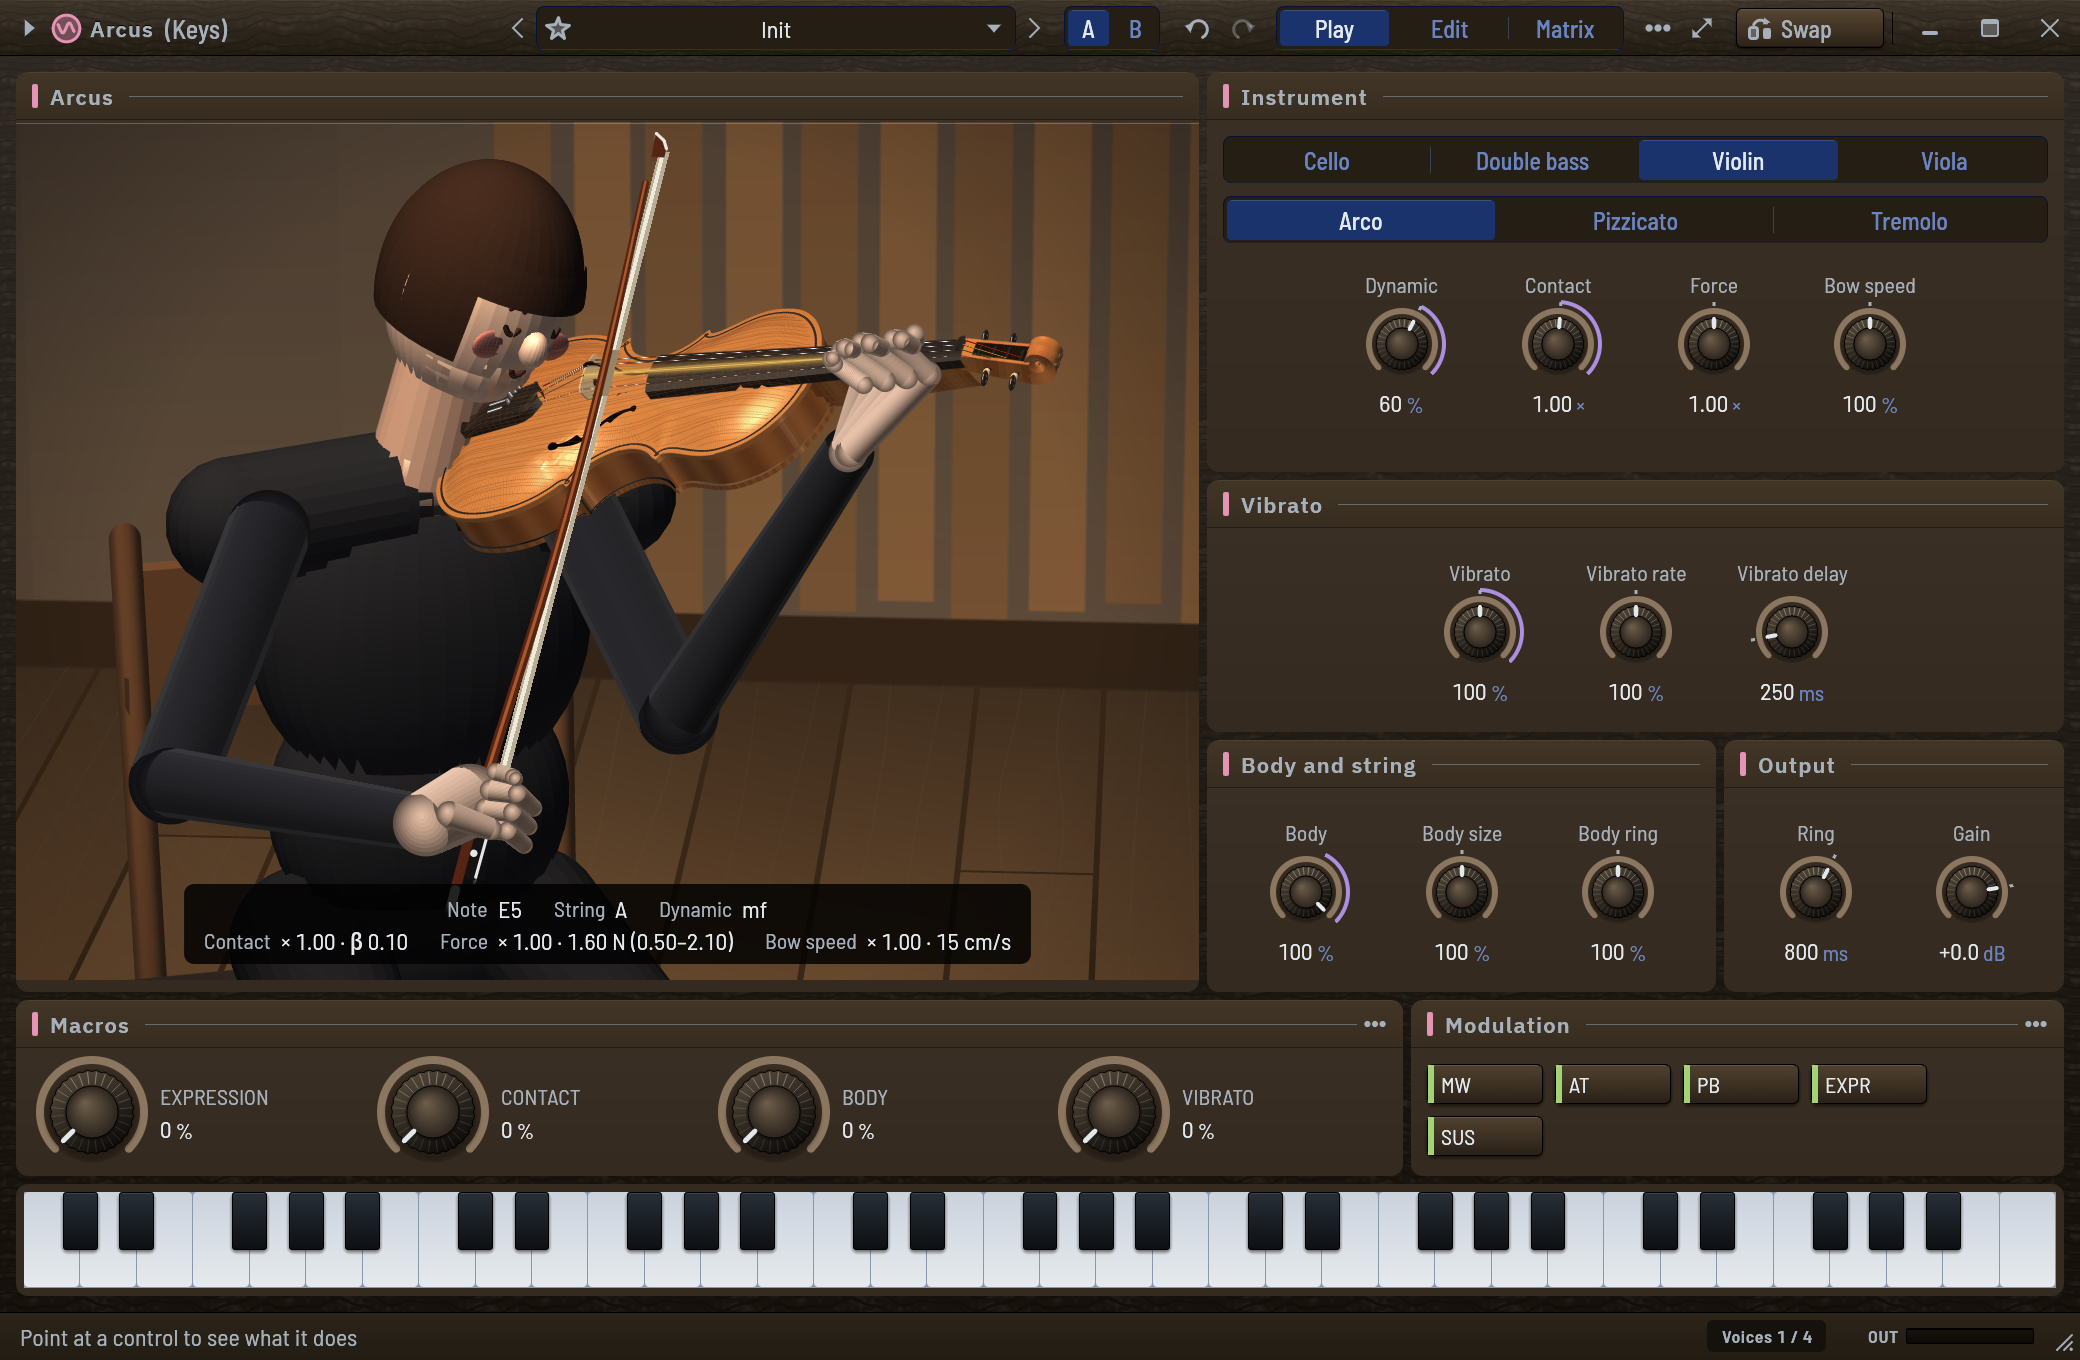 Arcus (Keys)
Init
A B
Play Edit Matrix
Swap
Arcus
Instrument
Cello Double bass Violin Viola
Arco Pizzicato Tremolo
Dynamic Contact Force Bow speed
60 % 1.00 × 1.00 × 100 %
Vibrato
Vibrato Vibrato rate Vibrato delay
100 % 100 % 250 ms
Body and string
Output
Body Body size Body ring
Ring Gain
100 % 100 % 100 %
800 ms +0.0 dB
Note E5 String A Dynamic mf
Contact × 1.00 · β 0.10 Force × 1.00 · 1.60 N (0.50–2.10) Bow speed × 1.00 · 15 cm/s
Macros
EXPRESSION
0 %
CONTACT
0 %
BODY
0 %
VIBRATO
0 %
Modulation
MW AT PB EXPR
SUS
Point at a control to see what it does
Voices 1 / 4
OUT